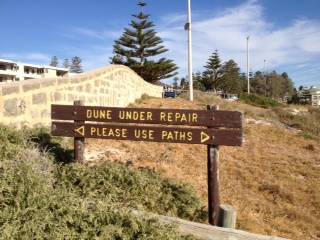 DUNE UNDER REPAIR
◁ PLEASE USE PATHS ▷